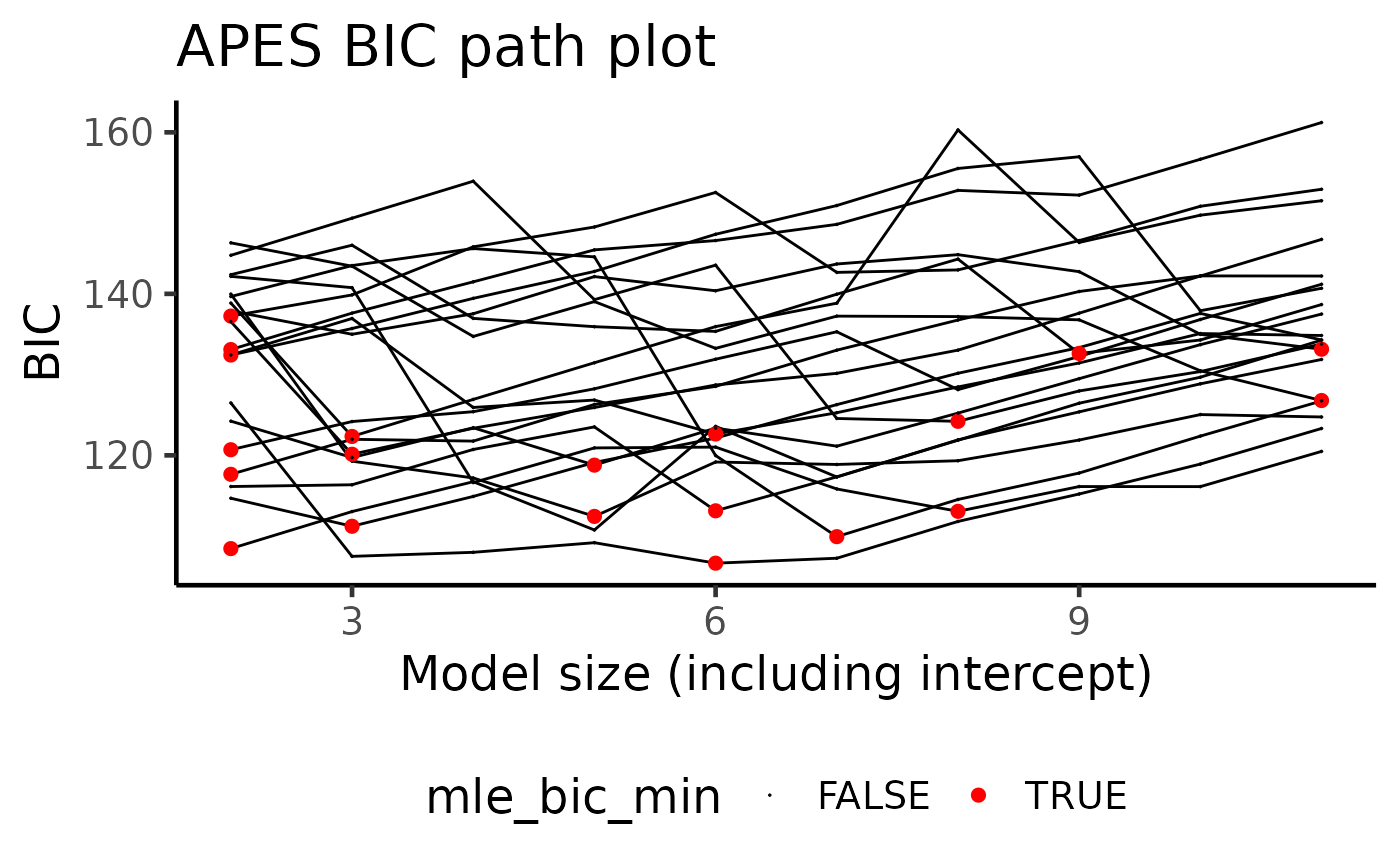 APES BIC path plot
160
140
120
BIC
3 6 9
Model size (including intercept)
mle_bic_min FALSE TRUE